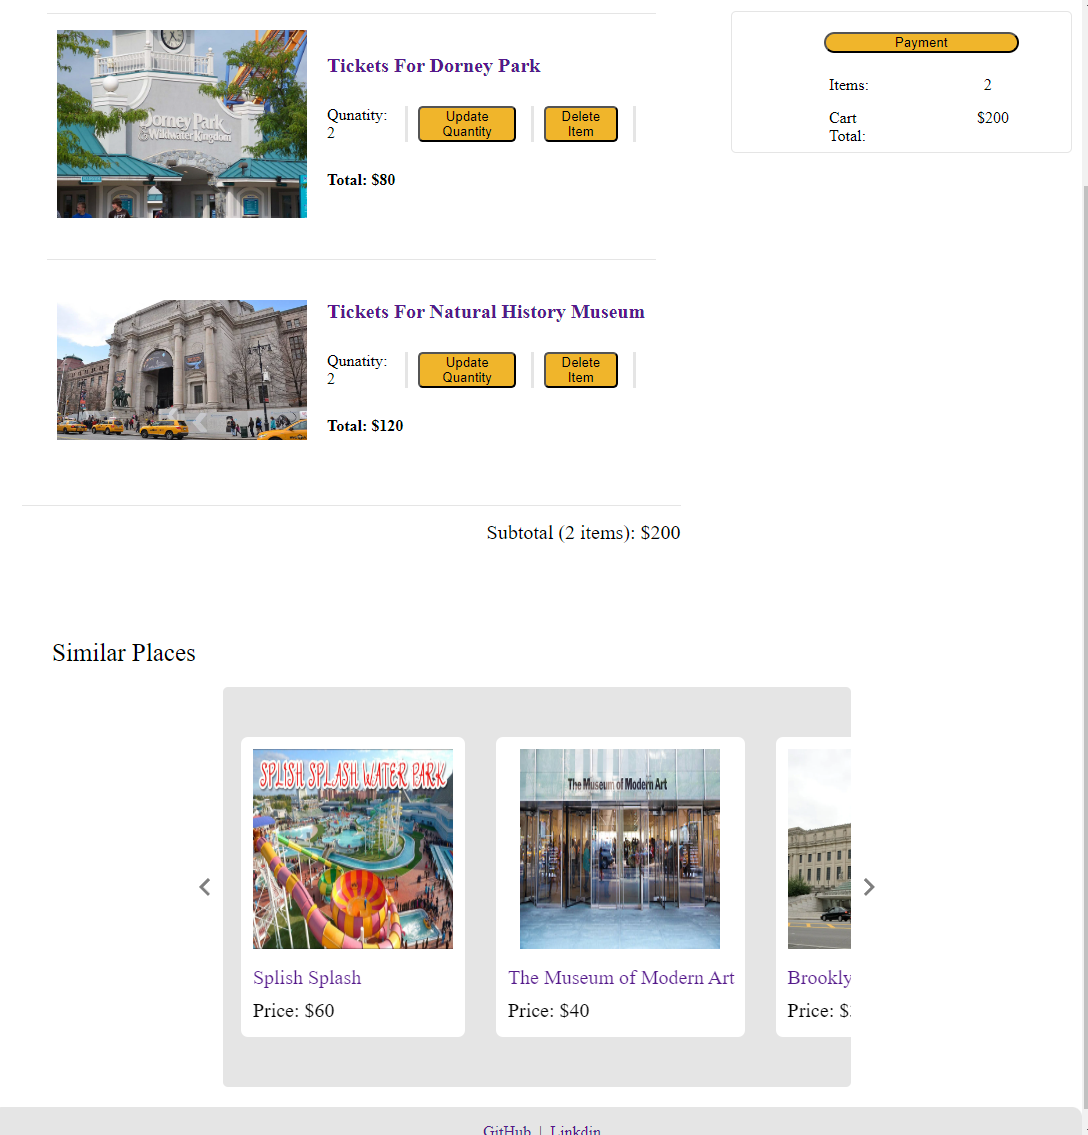 Dorney Park
& Wildwater Kingdom
Tickets For Dorney Park
Qunatity:
2
Update
Quantity
Delete
Item
Total: $80
Payment
Items: 2
Cart
Total:
$200
Tickets For Natural History Museum
Qunatity:
2
Update
Quantity
Delete
Item
Total: $120
Subtotal (2 items): $200
Similar Places
SPLISH SPLASH WATER PARK
Splish Splash
Price: $60
The Museum of Modern Art
The Museum of Modern Art
Price: $40
Brookly
Price: $
GitHub | Linkdin